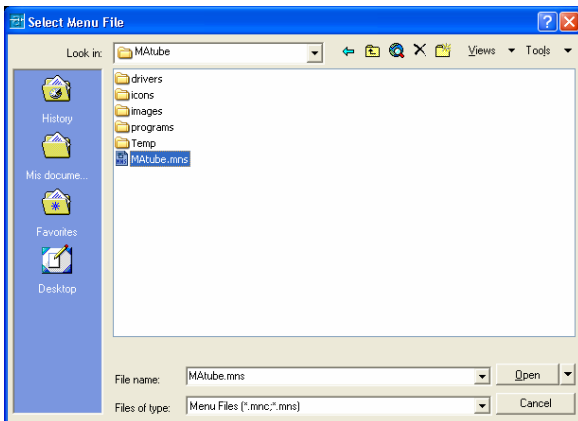 Select Menu File
Look in: MAtube Views Tools
drivers
icons
images
programs
Temp
MAtube.mns
History
Mis docume...
Favorites
Desktop
File name: MAtube.mns Open
Files of type: Menu Files (*.mnc;*.mns) Cancel